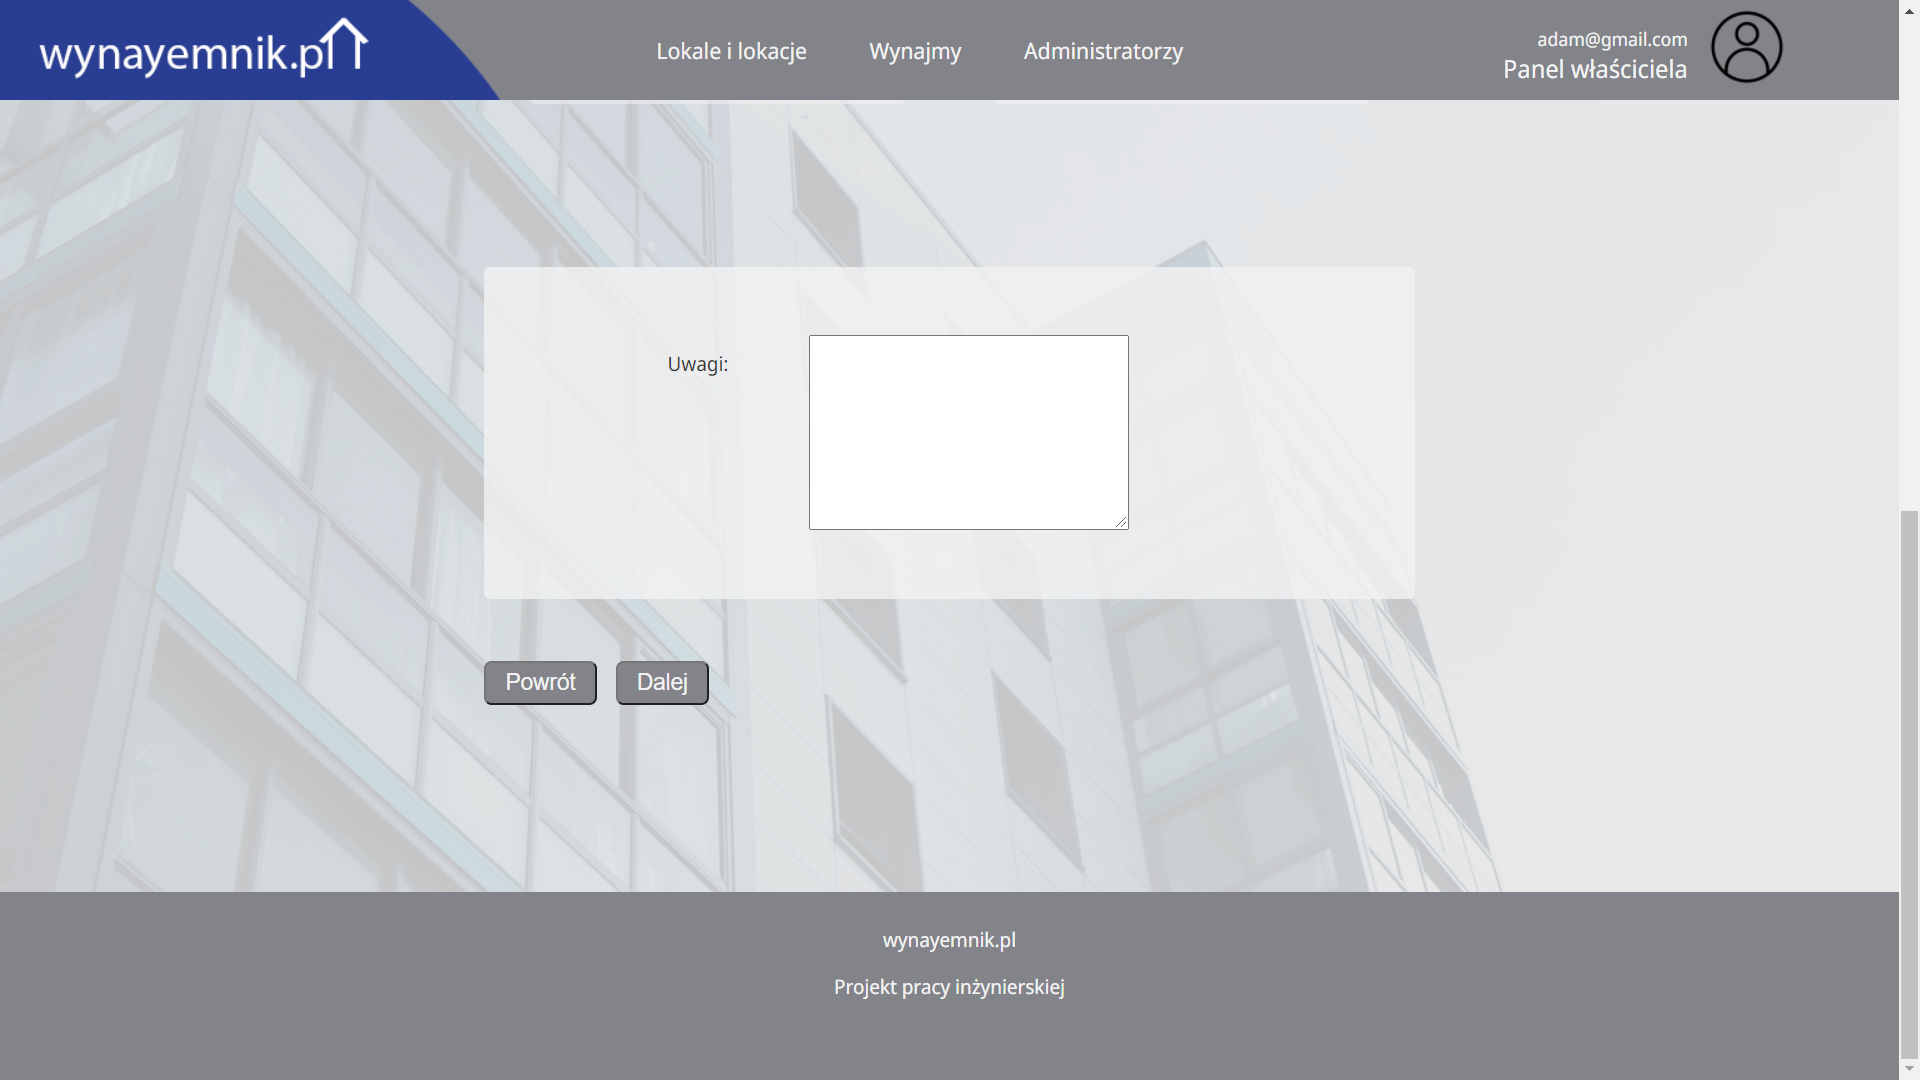 wynayemnik.pl
Lokale i lokacje
Wynajmy
Administratorzy
adam@gmail.com
Panel właściciela
Uwagi:
Powrót
Dalej
wynayemnik.pl
Projekt pracy inżynierskiej